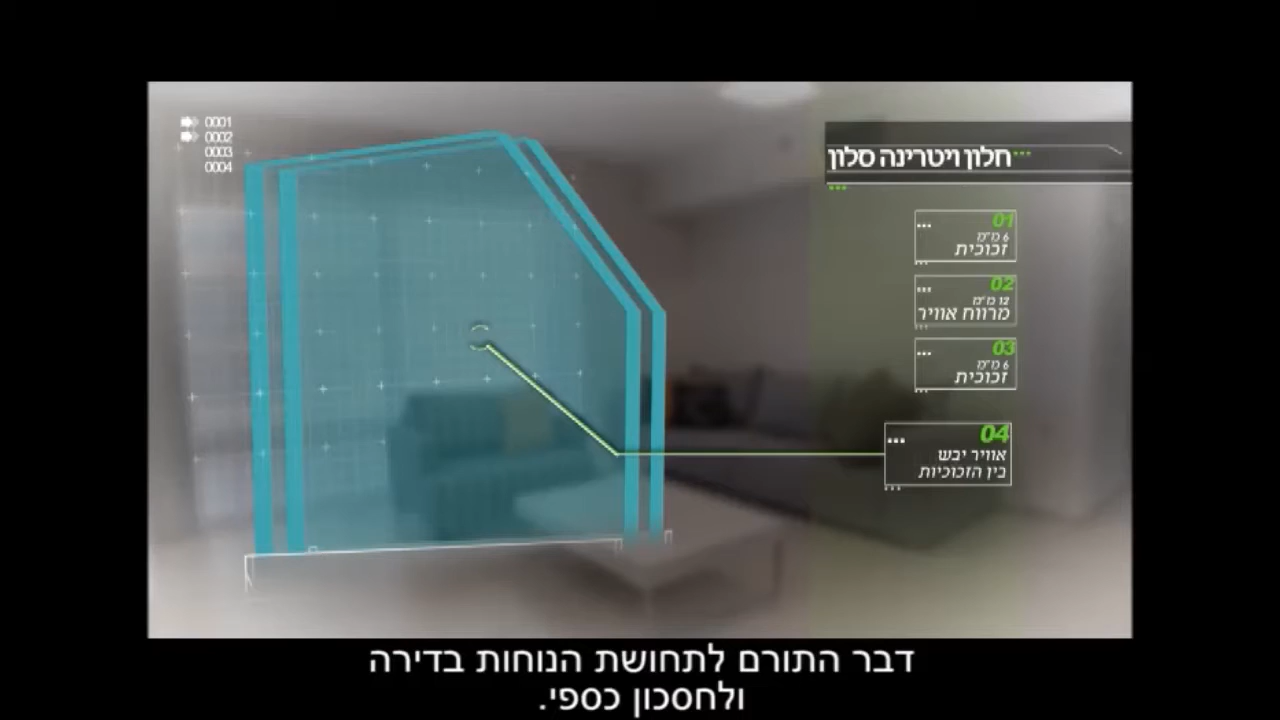 0001
0002
0003
0004
חלון ויטרינה סלון
01
6 מ"מ
זכוכית
02
12 מ"מ
מרווח אוויר
03
6 מ"מ
זכוכית
04
אוויר יבש
בין הזכוכיות
דבר התורם לתחושת הנוחות בדירה
ולחסכון כספי.